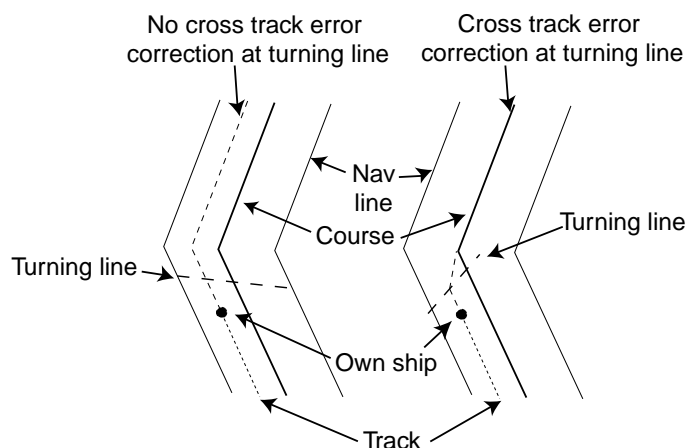 No cross track error
correction at turning line
Cross track error
correction at turning line
Nav
line
Course
Turning line
Turning line
Own ship
Track